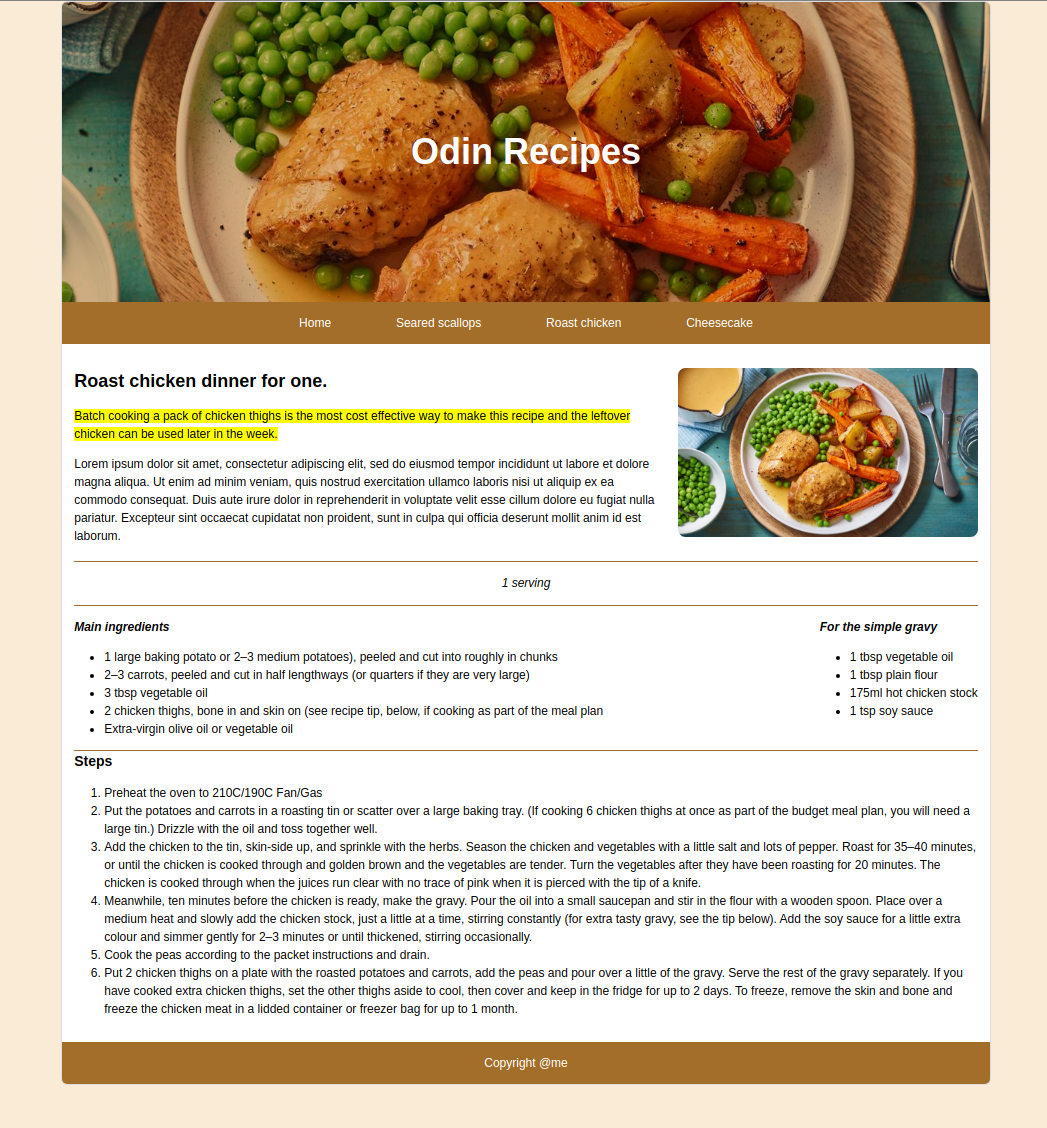 Odin Recipes
Home Seared scallops Roast chicken Cheesecake
Roast chicken dinner for one.
Batch cooking a pack of chicken thighs is the most cost effective way to make this recipe and the leftover
chicken can be used later in the week.
Lorem ipsum dolor sit amet, consectetur adipiscing elit, sed do eiusmod tempor incididunt ut labore et dolore
magna aliqua. Ut enim ad minim veniam, quis nostrud exercitation ullamco laboris nisi ut aliquip ex ea
commodo consequat. Duis aute irure dolor in reprehenderit in voluptate velit esse cillum dolore eu fugiat nulla
pariatur. Excepteur sint occaecat cupidatat non proident, sunt in culpa qui officia deserunt mollit anim id est
laborum.
1 serving
Main ingredients
• 1 large baking potato or 2–3 medium potatoes), peeled and cut into roughly in chunks
• 2–3 carrots, peeled and cut in half lengthways (or quarters if they are very large)
• 3 tbsp vegetable oil
• 2 chicken thighs, bone in and skin on (see recipe tip, below, if cooking as part of the meal plan
• Extra-virgin olive oil or vegetable oil
For the simple gravy
• 1 tbsp vegetable oil
• 1 tbsp plain flour
• 175ml hot chicken stock
• 1 tsp soy sauce
Steps
1. Preheat the oven to 210C/190C Fan/Gas
2. Put the potatoes and carrots in a roasting tin or scatter over a large baking tray. (If cooking 6 chicken thighs at once as part of the budget meal plan, you will need a
large tin.) Drizzle with the oil and toss together well.
3. Add the chicken to the tin, skin-side up, and sprinkle with the herbs. Season the chicken and vegetables with a little salt and lots of pepper. Roast for 35–40 minutes,
or until the chicken is cooked through and golden brown and the vegetables are tender. Turn the vegetables after they have been roasting for 20 minutes. The
chicken is cooked through when the juices run clear with no trace of pink when it is pierced with the tip of a knife.
4. Meanwhile, ten minutes before the chicken is ready, make the gravy. Pour the oil into a small saucepan and stir in the flour with a wooden spoon. Place over a
medium heat and slowly add the chicken stock, just a little at a time, stirring constantly (for extra tasty gravy, see the tip below). Add the soy sauce for a little extra
colour and simmer gently for 2–3 minutes or until thickened, stirring occasionally.
5. Cook the peas according to the packet instructions and drain.
6. Put 2 chicken thighs on a plate with the roasted potatoes and carrots, add the peas and pour over a little of the gravy. Serve the rest of the gravy separately. If you
have cooked extra chicken thighs, set the other thighs aside to cool, then cover and keep in the fridge for up to 2 days. To freeze, remove the skin and bone and
freeze the chicken meat in a lidded container or freezer bag for up to 1 month.
Copyright @me